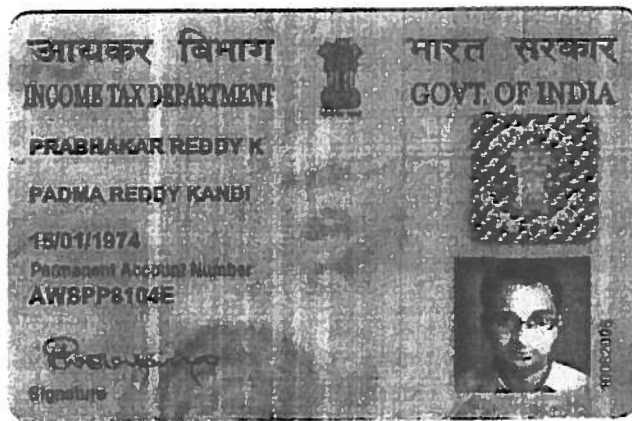 आयकर विभाग
भारत सरकार
INCOME TAX DEPARTMENT
GOVT. OF INDIA
PRABHAKAR REDDY K
PADMA REDDY KANDI
15/01/1974
Permanent Account Number
AWSPP8104E
Signature